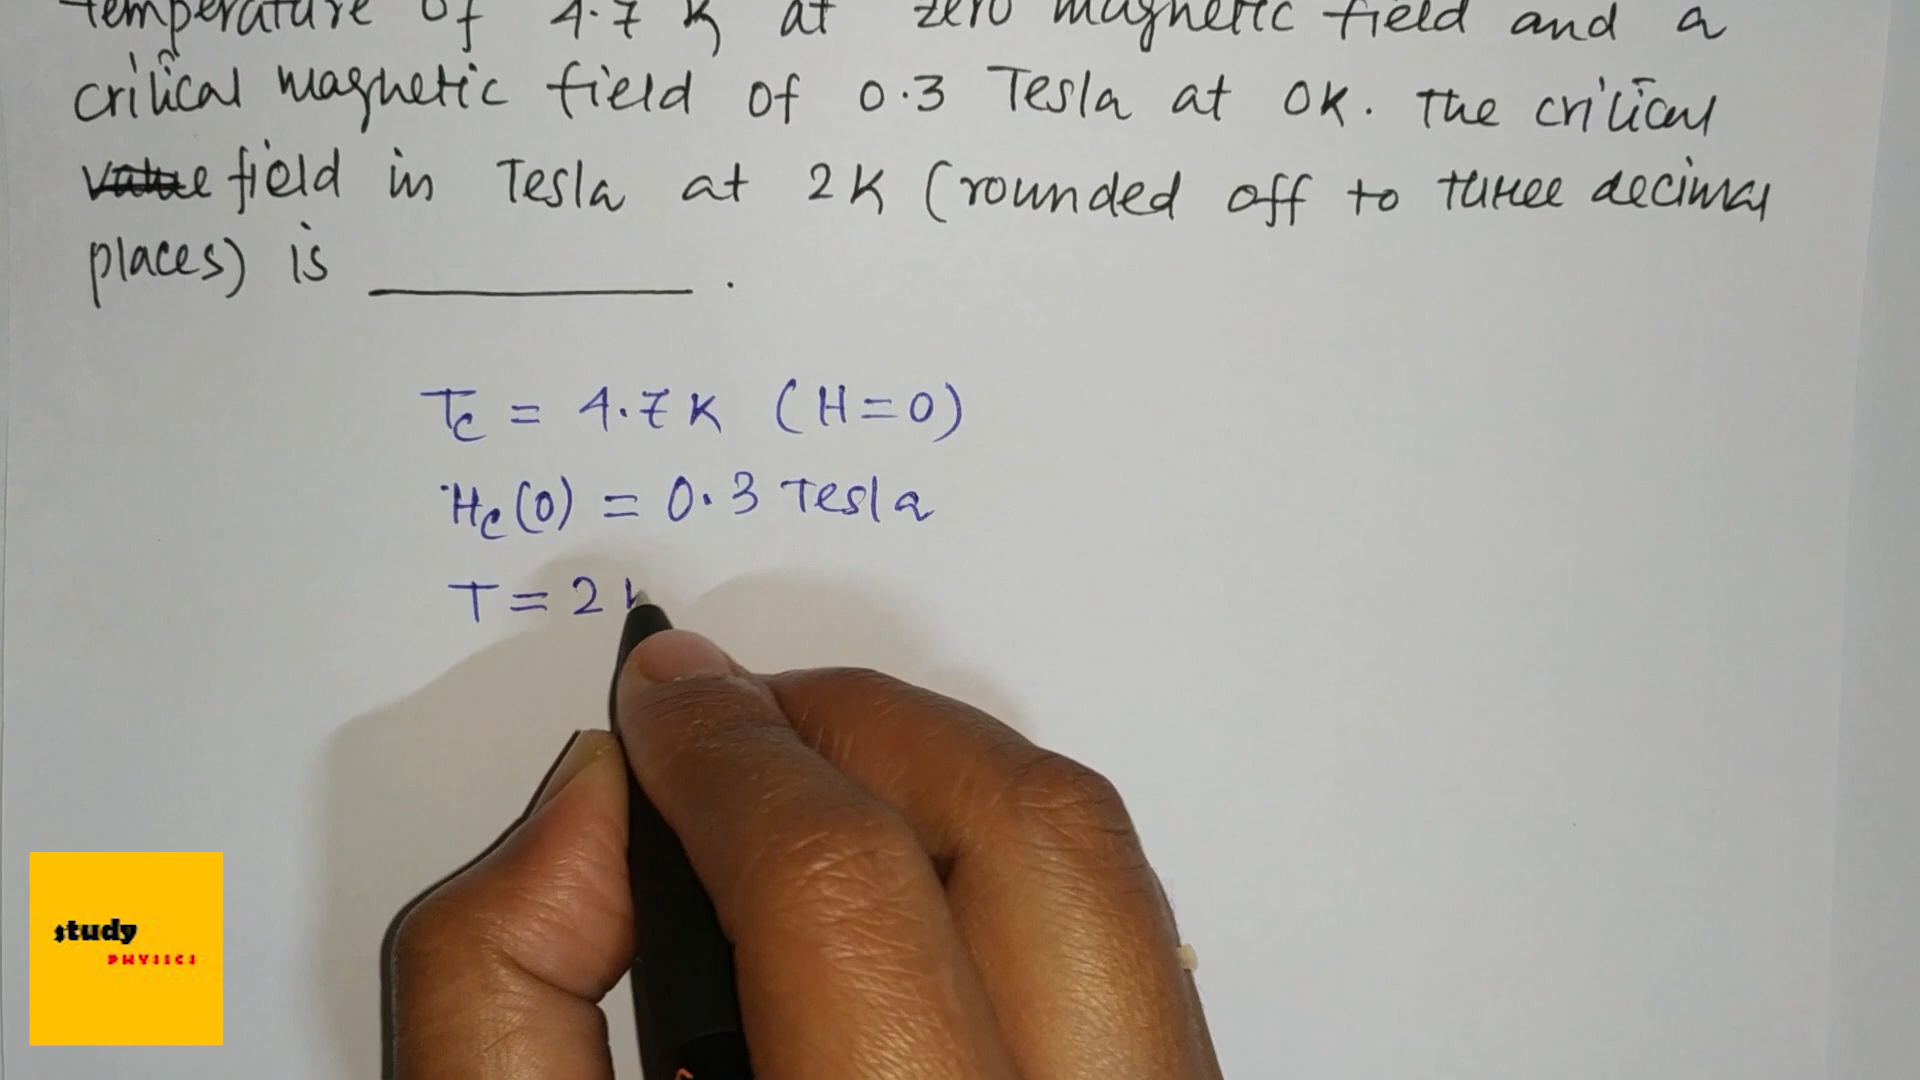 temperature of 4.7 K at zero magnetic field and a
critical magnetic field of 0.3 Tesla at 0K. The critical
value field in Tesla at 2K (rounded off to three decimal
places) is ________ .
Tc = 4.7K (H=0)
Hc(0) = 0.3 Tesla
T = 2 K
study
PHYSICS